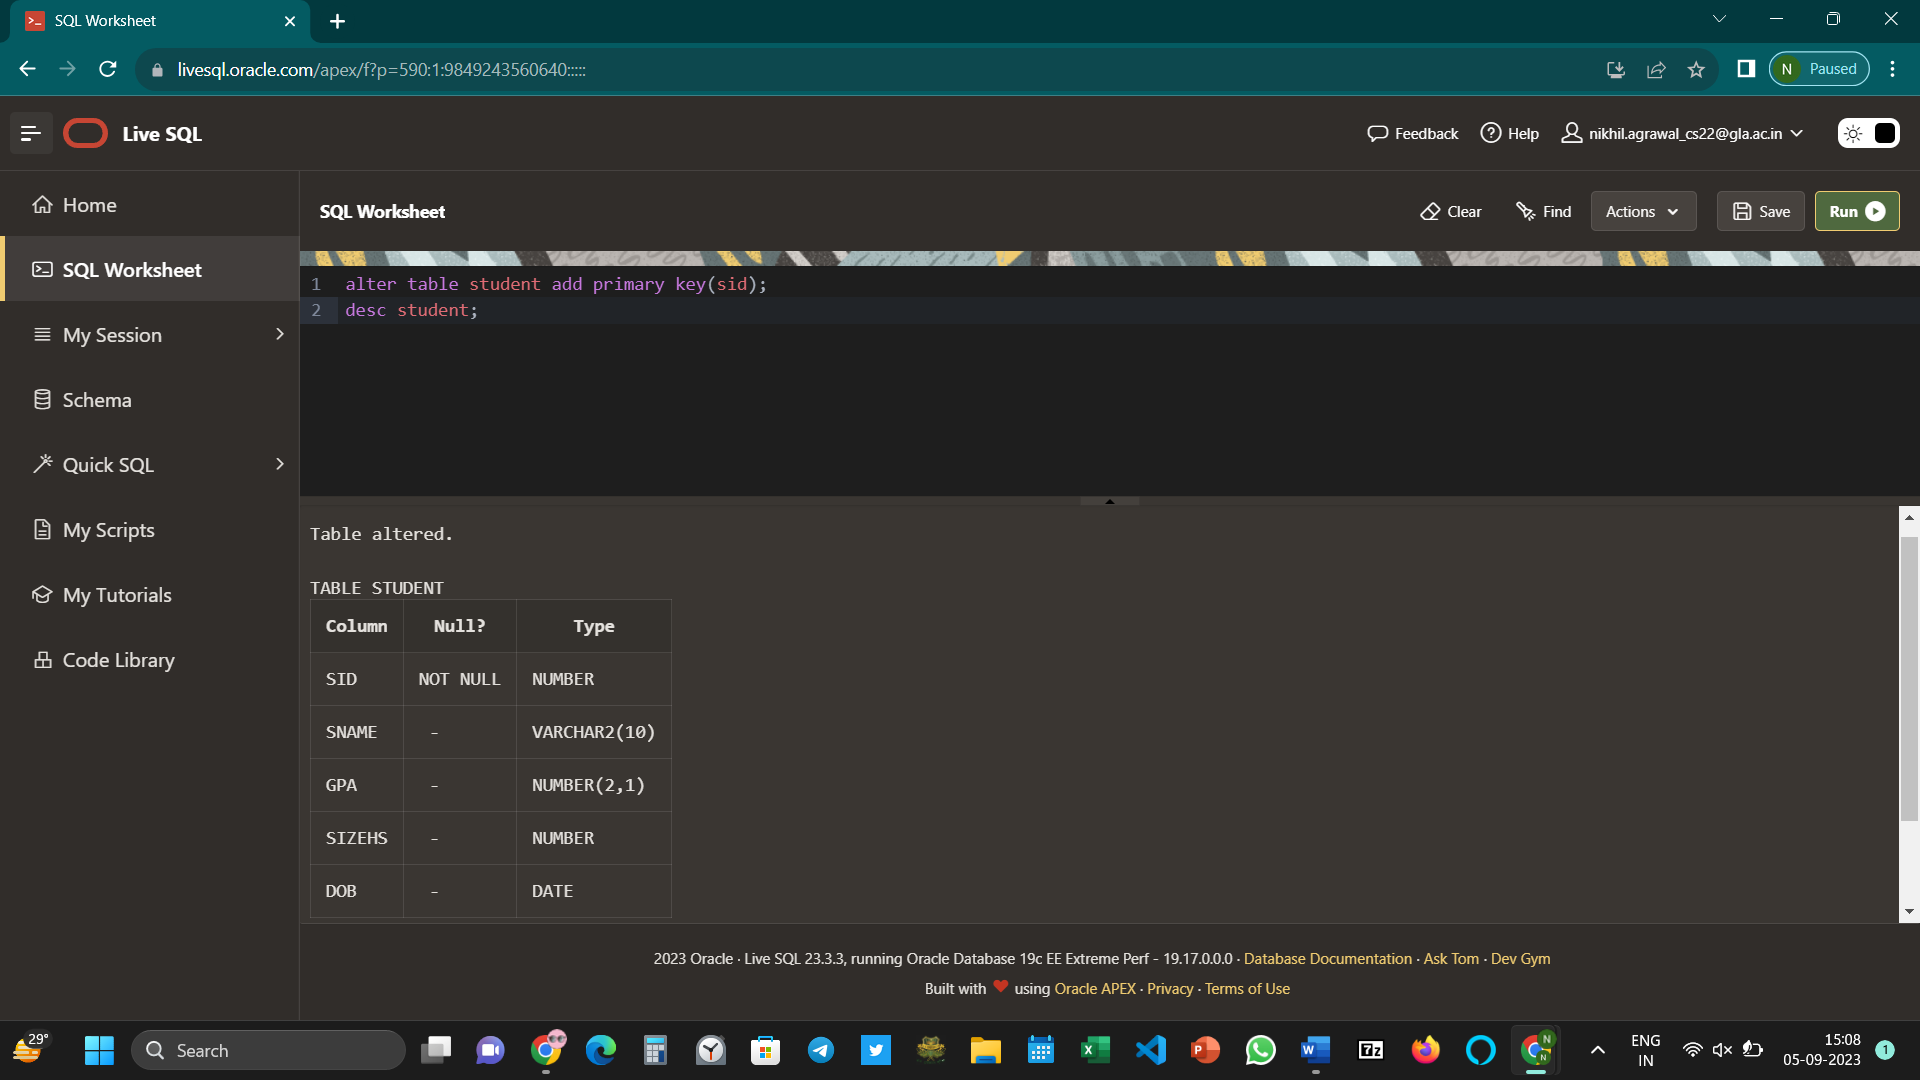 SQL Worksheet
livesql.oracle.com/apex/f?p=590:1:9849243560640:::::
N Paused
Live SQL
Feedback
Help
nikhil.agrawal_cs22@gla.ac.in
Home
SQL Worksheet
My Session
Schema
Quick SQL
My Scripts
My Tutorials
Code Library
SQL Worksheet
Clear
Find
Actions
Save
Run
1 alter table student add primary key(sid);
2 desc student;
Table altered.
TABLE STUDENT
Column Null? Type
SID NOT NULL NUMBER
SNAME - VARCHAR2(10)
GPA - NUMBER(2,1)
SIZEHS - NUMBER
DOB - DATE
2023 Oracle · Live SQL 23.3.3, running Oracle Database 19c EE Extreme Perf - 19.17.0.0.0 · Database Documentation · Ask Tom · Dev Gym
Built with ❤ using Oracle APEX · Privacy · Terms of Use
29°
Search
X
P
W
7z
N
N
ENG
IN
15:08
05-09-2023
1